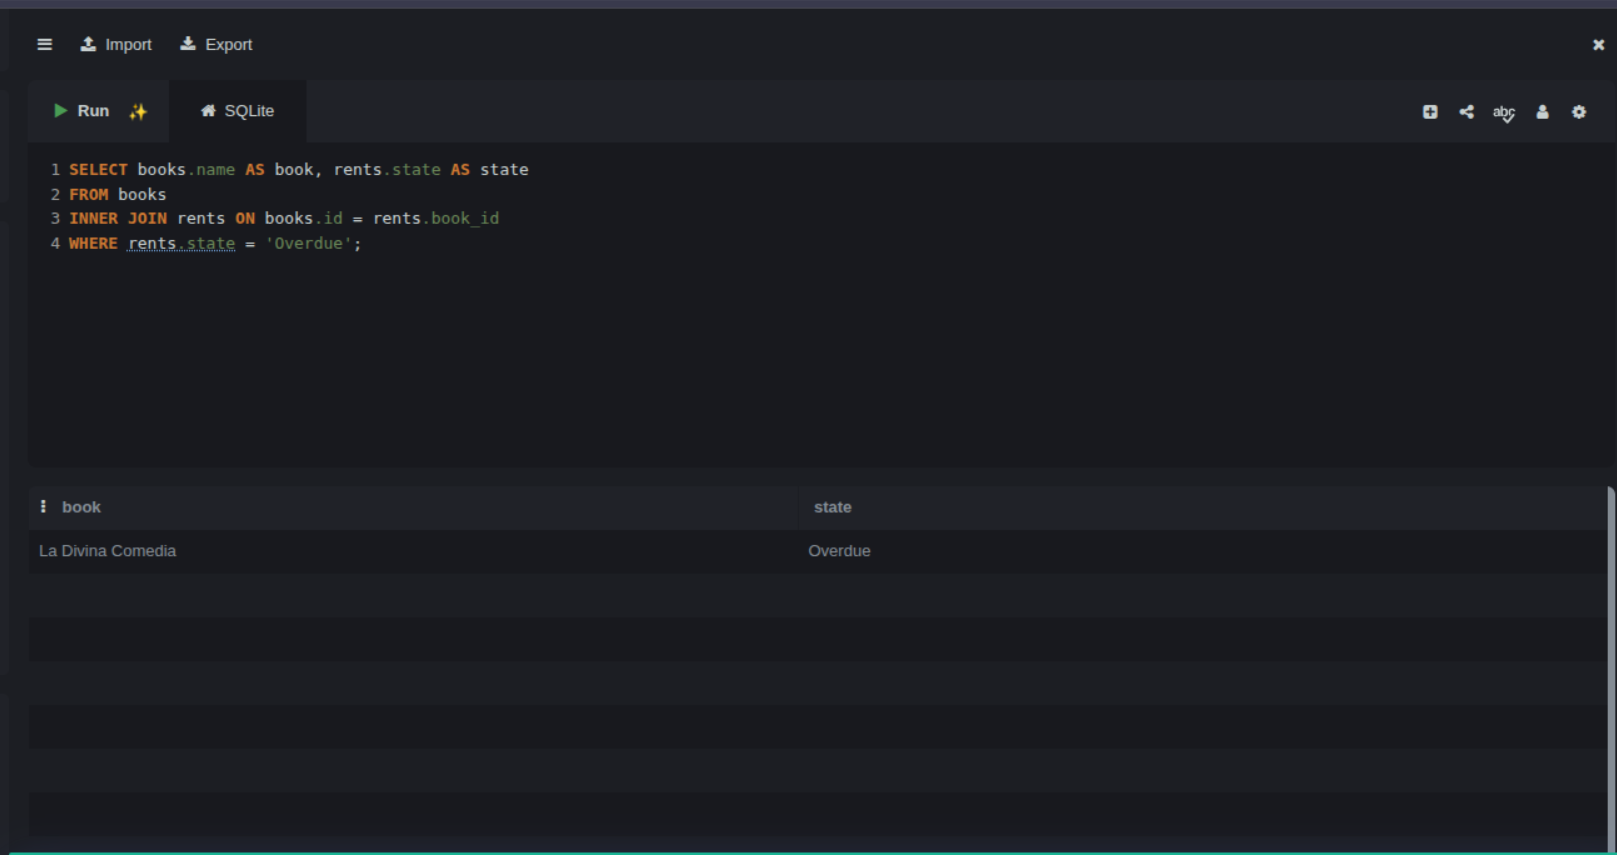 Import Export
Run SQLite abc
1 SELECT books.name AS book, rents.state AS state
2 FROM books
3 INNER JOIN rents ON books.id = rents.book_id
4 WHERE rents.state = 'Overdue';
book state
La Divina Comedia Overdue